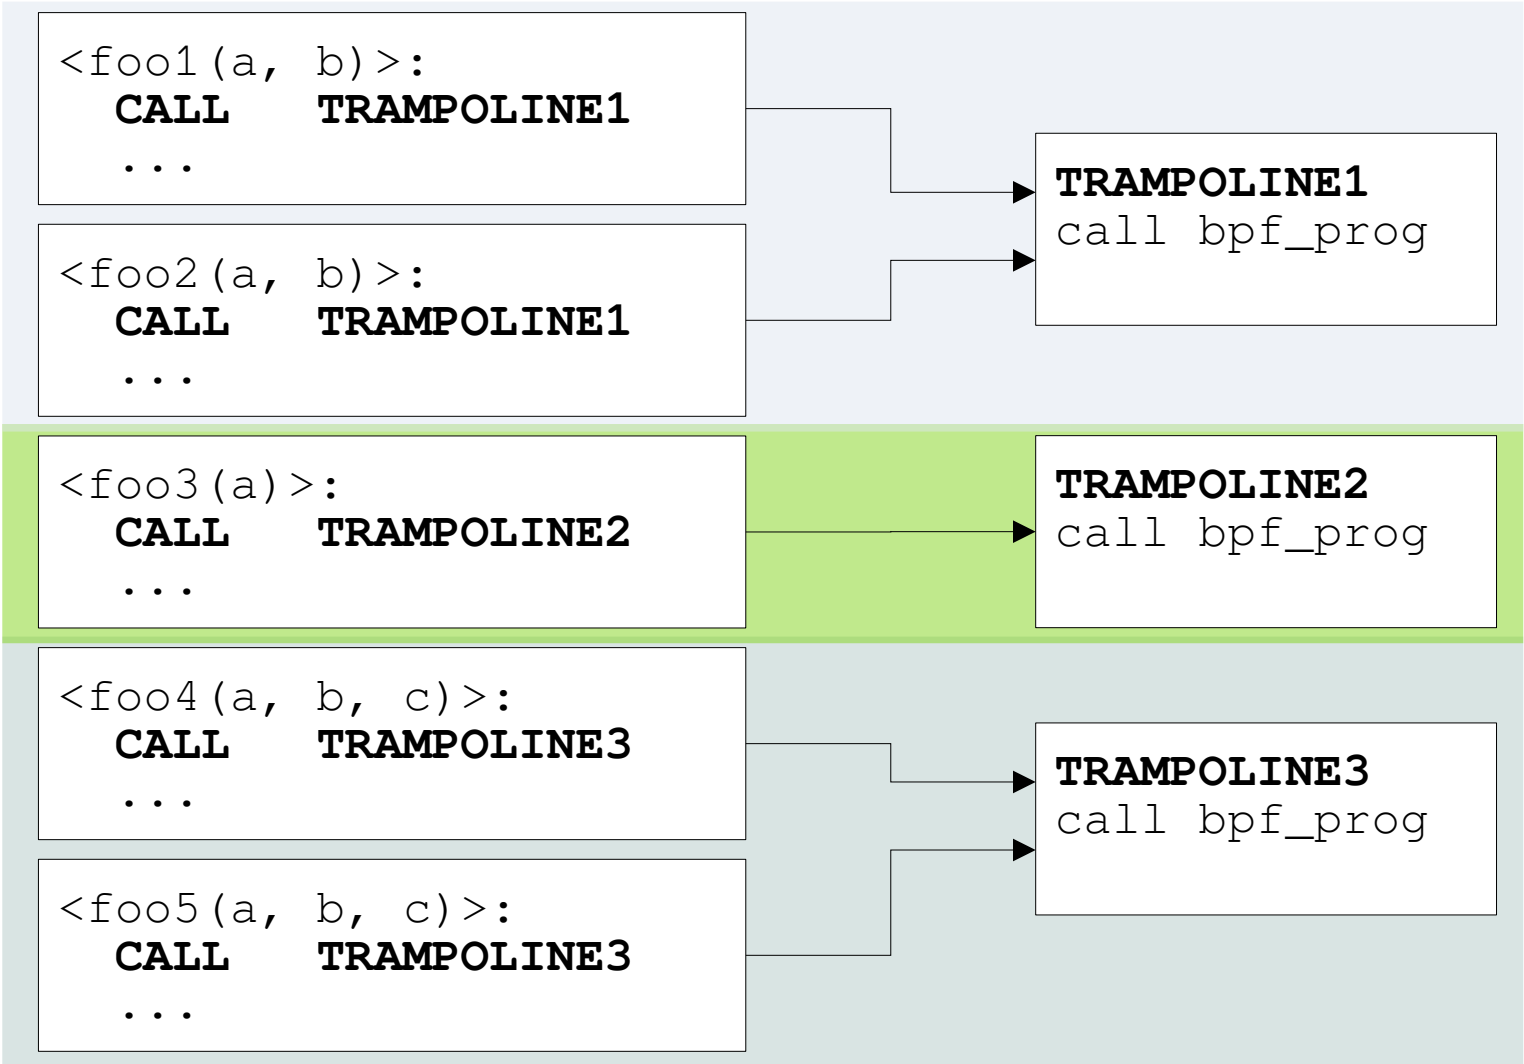 <foo1(a, b)>:
CALL TRAMPOLINE1
...
TRAMPOLINE1
call bpf_prog
<foo2(a, b)>:
CALL TRAMPOLINE1
...
<foo3(a)>:
CALL TRAMPOLINE2
...
TRAMPOLINE2
call bpf_prog
<foo4(a, b, c)>:
CALL TRAMPOLINE3
...
TRAMPOLINE3
call bpf_prog
<foo5(a, b, c)>:
CALL TRAMPOLINE3
...